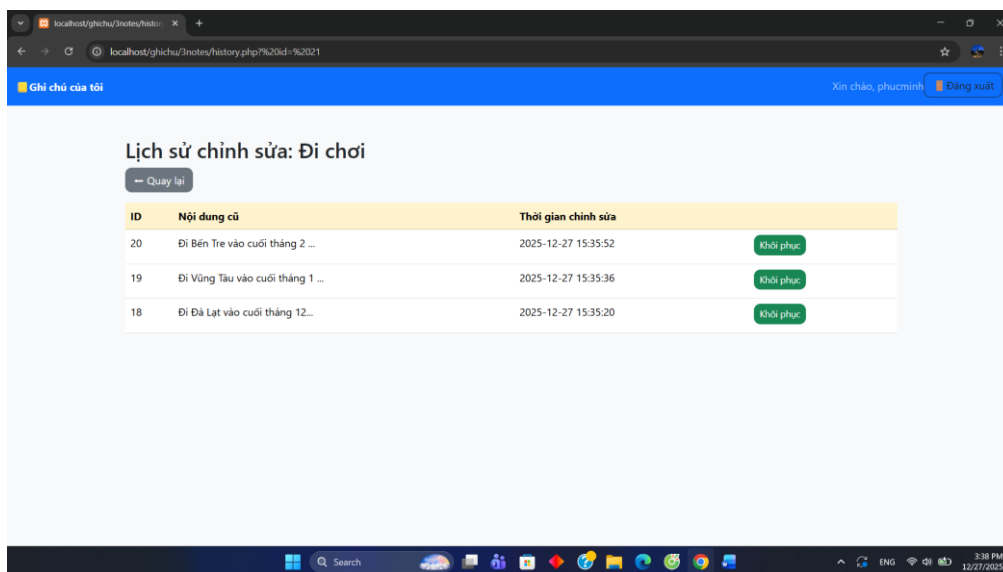 localhost/ghichu/3notes/histor
localhost/ghichu/3notes/history.php?%20id=%2021
Ghi chú của tôi
Xin chào, phucminh
Đăng xuất
Lịch sử chỉnh sửa: Đi chơi
← Quay lại
ID Nội dung cũ Thời gian chỉnh sửa
20 Đi Bến Tre vào cuối tháng 2 ... 2025-12-27 15:35:52 Khôi phục
19 Đi Vũng Tàu vào cuối tháng 1 ... 2025-12-27 15:35:36 Khôi phục
18 Đi Đà Lạt vào cuối tháng 12... 2025-12-27 15:35:20 Khôi phục
Search
ENG
3:38 PM
12/27/2025